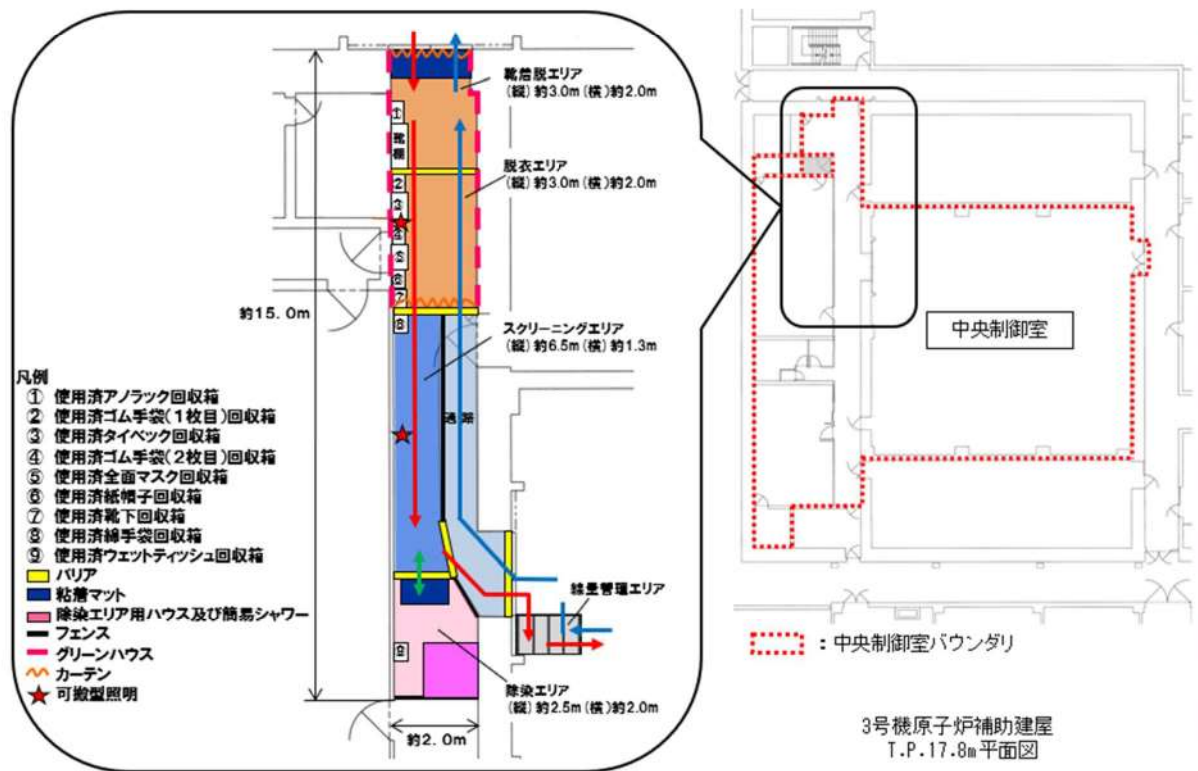 靴着脱エリア
(縦)約3.0m(横)約2.0m
①
靴棚
脱衣エリア
(縦)約3.0m(横)約2.0m
②
③
④
⑤
⑥
⑦
⑧
約15.0m
スクリーニングエリア
(縦)約6.5m(横)約1.3m
通路
線量管理エリア
⑨
除染エリア
(縦)約2.5m(横)約2.0m
約2.0m
凡例
① 使用済アノラック回収箱
② 使用済ゴム手袋(1枚目)回収箱
③ 使用済タイベック回収箱
④ 使用済ゴム手袋(2枚目)回収箱
⑤ 使用済全面マスク回収箱
⑥ 使用済紙帽子回収箱
⑦ 使用済靴下回収箱
⑧ 使用済綿手袋回収箱
⑨ 使用済ウェットティッシュ回収箱
バリア
粘着マット
除染エリア用ハウス及び簡易シャワー
フェンス
グリーンハウス
カーテン
可搬型照明
中央制御室
:中央制御室バウンダリ
3号機原子炉補助建屋
T.P.17.8m平面図